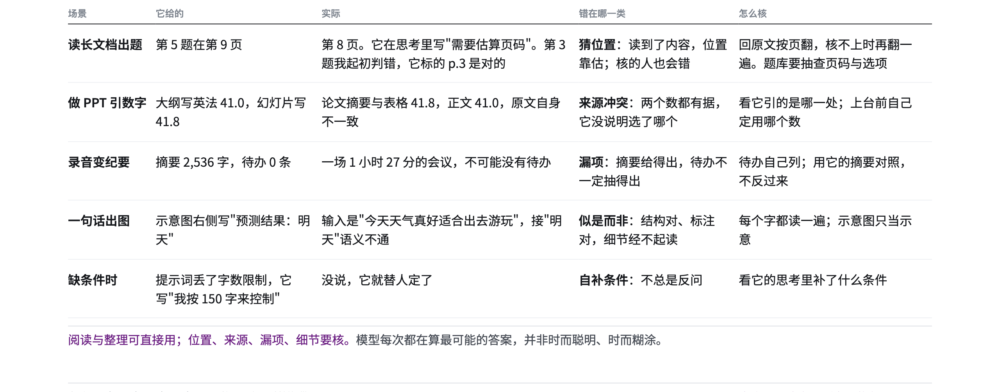 场景 它给的 实际 错在哪一类 怎么核
读长文档出题 第 5 题在第 9 页 第 8 页。它在思考里写"需要估算页码"。第 3 猜位置：读到了内容，位置 回原文按页翻，核不上时再翻一
题我起初判错，它标的 p.3 是对的 靠估；核的人也会错 遍。题库要抽查页码与选项
做 PPT 引数字 大纲写英法 41.0，幻灯片写 论文摘要与表格 41.8，正文 41.0，原文自身 来源冲突：两个数都有据， 看它引的是哪一处；上台前自己
41.8 不一致 它没说明选了哪个 定用哪个数
录音变纪要 摘要 2,536 字，待办 0 条 一场 1 小时 27 分的会议，不可能没有待办 漏项：摘要给得出，待办不 待办自己列；用它的摘要对照，
一定抽得出 不反过来
一句话出图 示意图右侧写"预测结果：明 输入是"今天天气真好适合出去游玩"，接"明 似是而非：结构对、标注 每个字都读一遍；示意图只当示
天" 天"语义不通 对，细节经不起读 意
缺条件时 提示词丢了字数限制，它 没说，它就替人定了 自补条件：不总是反问 看它的思考里补了什么条件
写"我按 150 字来控制"
阅读与整理可直接用；位置、来源、漏项、细节要核。模型每次都在算最可能的答案，并非时而聪明、时而糊涂。